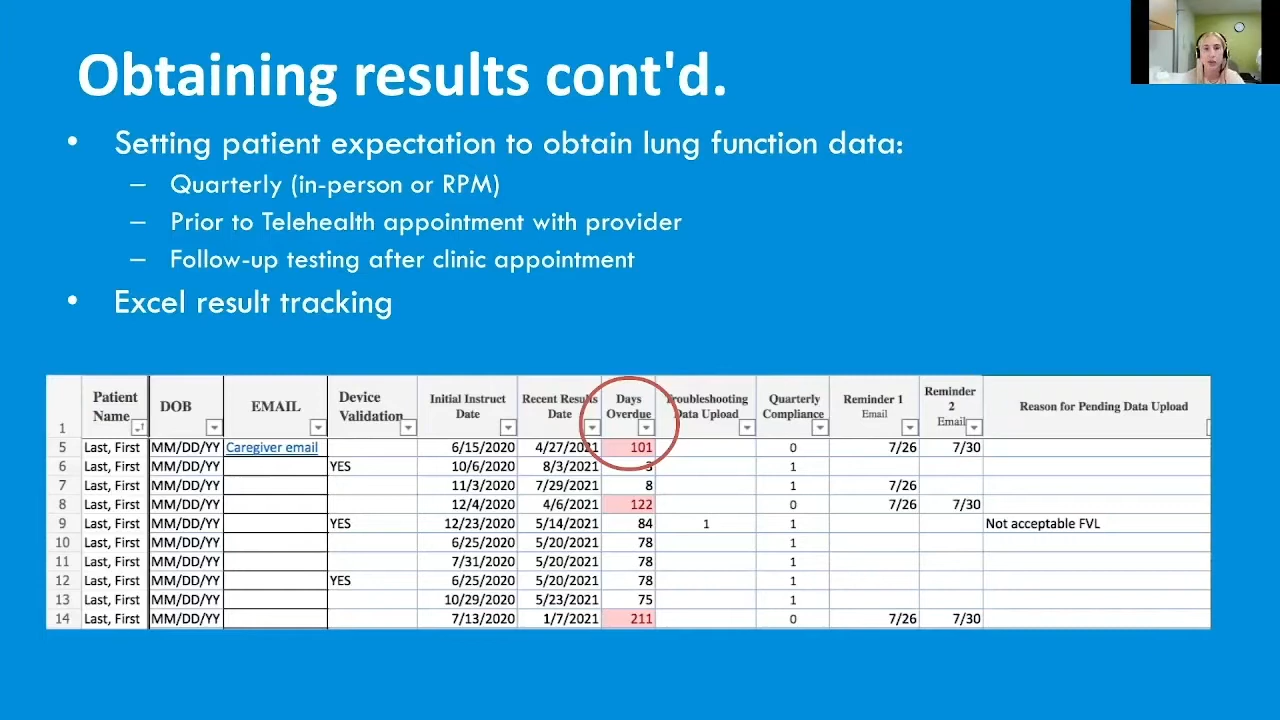 Obtaining results cont'd.
• Setting patient expectation to obtain lung function data:
– Quarterly (in-person or RPM)
– Prior to Telehealth appointment with provider
– Follow-up testing after clinic appointment
• Excel result tracking
1 Patient Name DOB EMAIL Device Validation Initial Instruct Date Recent Results Date Days Overdue Troubleshooting Data Upload Quarterly Compliance Reminder 1 Email Reminder 2 Email Reason for Pending Data Upload
5 Last, First MM/DD/YY Caregiver email 6/15/2020 4/27/2021 101 0 7/26 7/30
6 Last, First MM/DD/YY YES 10/6/2020 8/3/2021 3 1
7 Last, First MM/DD/YY 11/3/2020 7/29/2021 8 1 7/26
8 Last, First MM/DD/YY 12/4/2020 4/6/2021 122 0 7/26 7/30
9 Last, First MM/DD/YY YES 12/23/2020 5/14/2021 84 1 1 Not acceptable FVL
10 Last, First MM/DD/YY 6/25/2020 5/20/2021 78 1
11 Last, First MM/DD/YY 7/31/2020 5/20/2021 78 1
12 Last, First MM/DD/YY YES 6/25/2020 5/20/2021 78 1
13 Last, First MM/DD/YY 10/29/2020 5/23/2021 75 1
14 Last, First MM/DD/YY 7/13/2020 1/7/2021 211 0 7/26 7/30